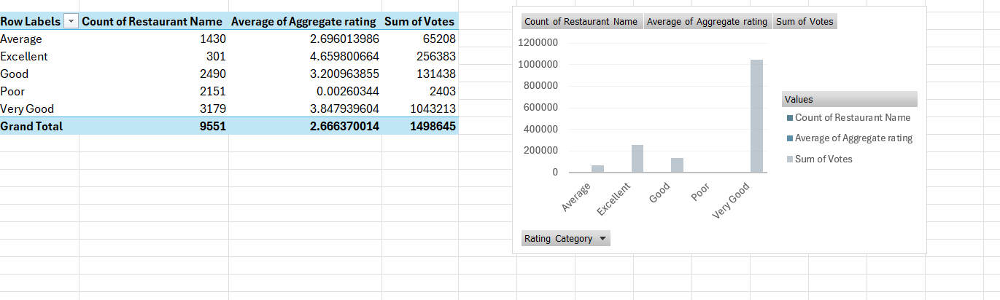 Row Labels Count of Restaurant Name Average of Aggregate rating Sum of Votes
Average 1430 2.696013986 65208
Excellent 301 4.659800664 256383
Good 2490 3.200963855 131438
Poor 2151 0.00260344 2403
Very Good 3179 3.847939604 1043213
Grand Total 9551 2.666370014 1498645
Count of Restaurant Name Average of Aggregate rating Sum of Votes
1200000
1000000
800000
600000
400000
200000
0
Average Excellent Good Poor Very Good
Values
Count of Restaurant Name
Average of Aggregate rating
Sum of Votes
Rating Category